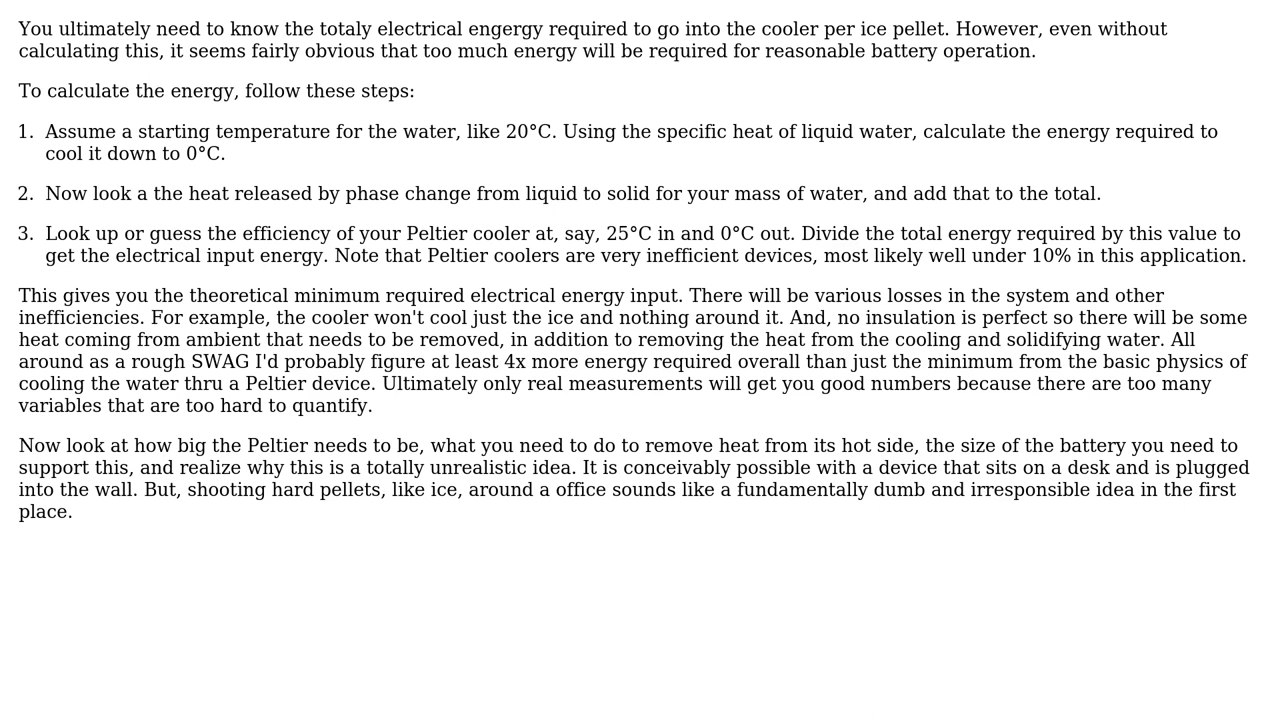 You ultimately need to know the totaly electrical engergy required to go into the cooler per ice pellet. However, even without
calculating this, it seems fairly obvious that too much energy will be required for reasonable battery operation.
To calculate the energy, follow these steps:
1. Assume a starting temperature for the water, like 20°C. Using the specific heat of liquid water, calculate the energy required to
cool it down to 0°C.
2. Now look a the heat released by phase change from liquid to solid for your mass of water, and add that to the total.
3. Look up or guess the efficiency of your Peltier cooler at, say, 25°C in and 0°C out. Divide the total energy required by this value to
get the electrical input energy. Note that Peltier coolers are very inefficient devices, most likely well under 10% in this application.
This gives you the theoretical minimum required electrical energy input. There will be various losses in the system and other
inefficiencies. For example, the cooler won't cool just the ice and nothing around it. And, no insulation is perfect so there will be some
heat coming from ambient that needs to be removed, in addition to removing the heat from the cooling and solidifying water. All
around as a rough SWAG I'd probably figure at least 4x more energy required overall than just the minimum from the basic physics of
cooling the water thru a Peltier device. Ultimately only real measurements will get you good numbers because there are too many
variables that are too hard to quantify.
Now look at how big the Peltier needs to be, what you need to do to remove heat from its hot side, the size of the battery you need to
support this, and realize why this is a totally unrealistic idea. It is conceivably possible with a device that sits on a desk and is plugged
into the wall. But, shooting hard pellets, like ice, around a office sounds like a fundamentally dumb and irresponsible idea in the first
place.